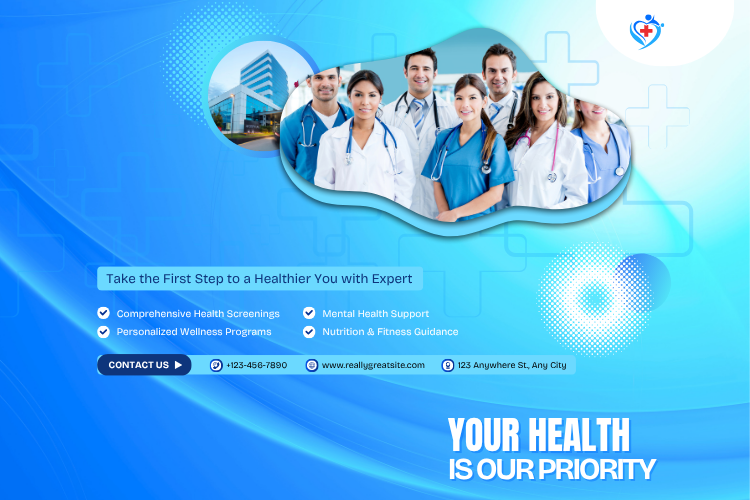 Take the First Step to a Healthier You with Expert
Comprehensive Health Screenings
Mental Health Support
Personalized Wellness Programs
Nutrition & Fitness Guidance
CONTACT US
+123-456-7890
www.reallygreatsite.com
123 Anywhere St., Any City
YOUR HEALTH
IS OUR PRIORITY